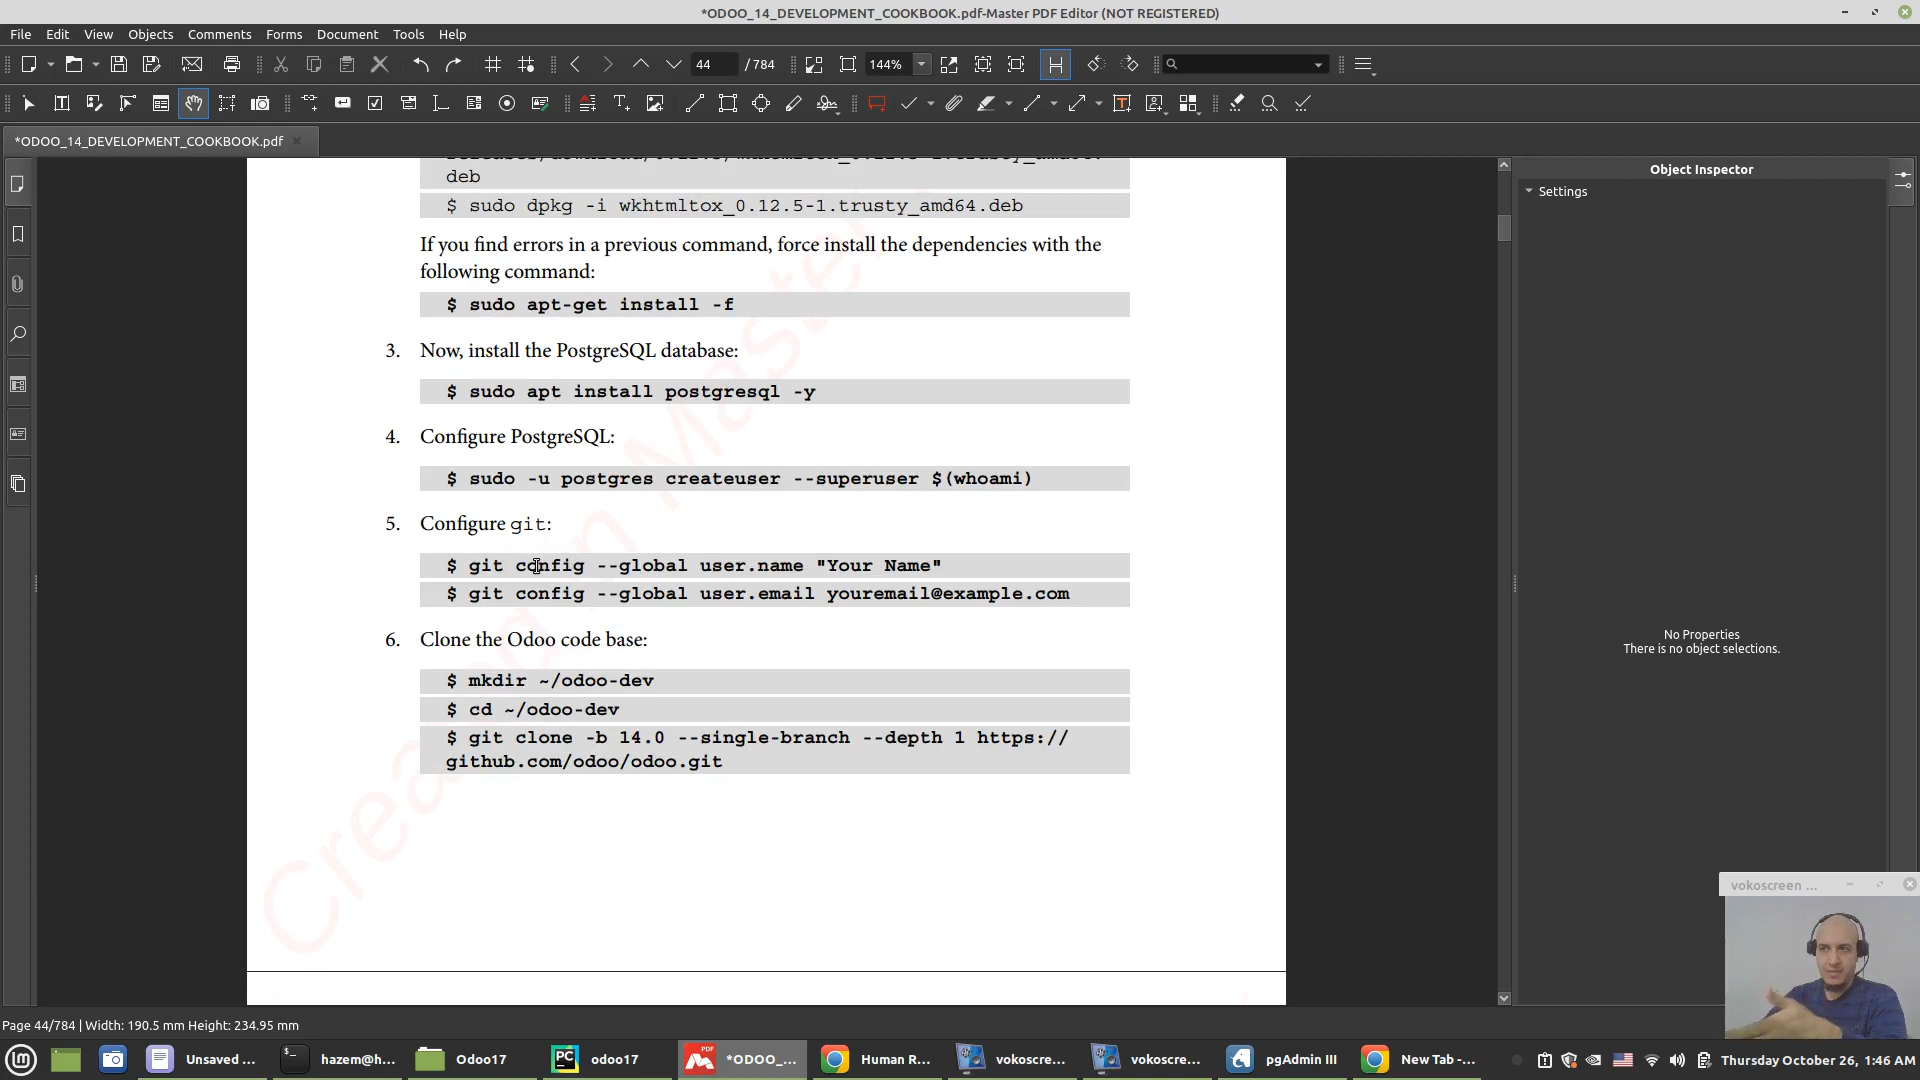 *ODOO_14_DEVELOPMENT_COOKBOOK.pdf-Master PDF Editor (NOT REGISTERED)
File Edit View Objects Comments Forms Document Tools Help
44 / 784 144%
*ODOO_14_DEVELOPMENT_COOKBOOK.pdf
deb
$ sudo dpkg -i wkhtmltox_0.12.5-1.trusty_amd64.deb
If you find errors in a previous command, force install the dependencies with the
following command:
$ sudo apt-get install -f
3. Now, install the PostgreSQL database:
$ sudo apt install postgresql -y
4. Configure PostgreSQL:
$ sudo -u postgres createuser --superuser $(whoami)
5. Configure git:
$ git config --global user.name "Your Name"
$ git config --global user.email youremail@example.com
6. Clone the Odoo code base:
$ mkdir ~/odoo-dev
$ cd ~/odoo-dev
$ git clone -b 14.0 --single-branch --depth 1 https://
github.com/odoo/odoo.git
Object Inspector
Settings
No Properties
There is no object selections.
vokoscreen ...
Page 44/784 | Width: 190.5 mm Height: 234.95 mm
Unsaved ... hazem@h... Odoo17 PC odoo17 PDF *ODOO_... Human R... vokoscre... vokoscre... pgAdmin III New Tab -... Thursday October 26, 1:46 AM